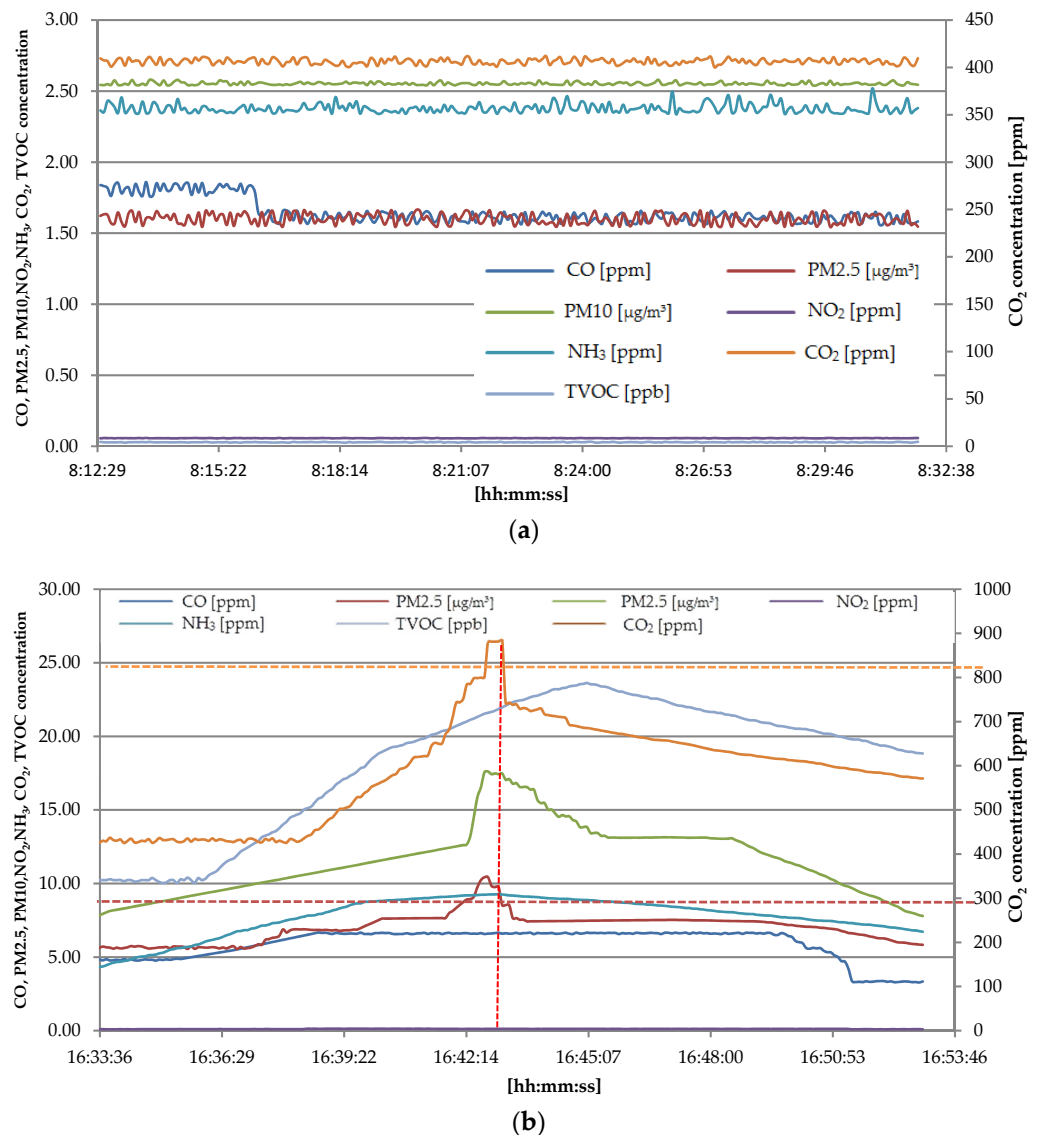 CO, PM2.5, PM10,NO₂,NH₃, CO₂, TVOC concentration
3.00
2.50
2.00
1.50
1.00
0.50
0.00
450
400
350
300
250
200
150
100
50
0
CO₂ concentration [ppm]
CO [ppm] PM2.5 [µg/m³]
PM10 [µg/m³] NO₂ [ppm]
NH₃ [ppm] CO₂ [ppm]
TVOC [ppb]
8:12:29 8:15:22 8:18:14 8:21:07 8:24:00 8:26:53 8:29:46 8:32:38
[hh:mm:ss]
(a)
CO, PM2.5, PM10,NO₂,NH₃, CO₂, TVOC concentration
30.00
25.00
20.00
15.00
10.00
5.00
0.00
1000
900
800
700
600
500
400
300
200
100
0
CO₂ concentration [ppm]
CO [ppm] PM2.5 [µg/m³] PM2.5 [µg/m³] NO₂ [ppm]
NH₃ [ppm] TVOC [ppb] CO₂ [ppm]
16:33:36 16:36:29 16:39:22 16:42:14 16:45:07 16:48:00 16:50:53 16:53:46
[hh:mm:ss]
(b)